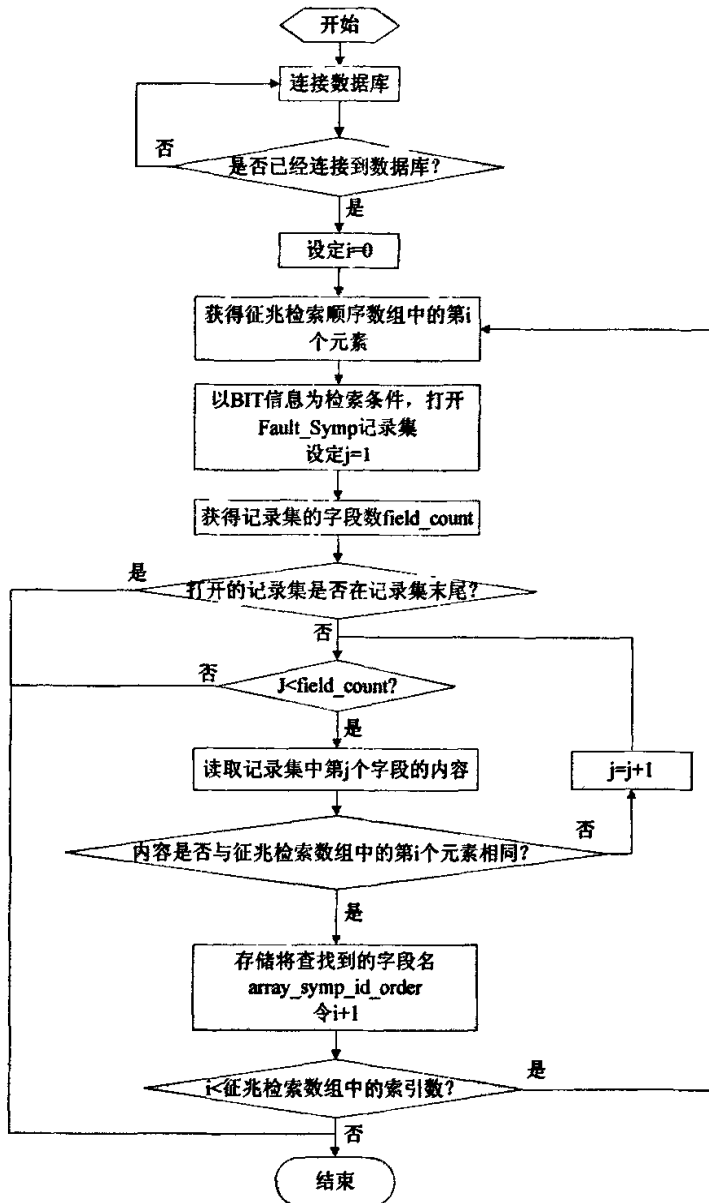 开始
连接数据库
否
是否已经连接到数据库?
是
设定i=0
获得征兆检索顺序数组中的第i
个元素
以BIT信息为检索条件，打开
Fault_Symp记录集
设定j=1
获得记录集的字段数field_count
是
打开的记录集是否在记录集末尾?
否
否
J<field_count?
是
读取记录集中第j个字段的内容
j=j+1
否
内容是否与征兆检索数组中的第i个元素相同?
是
存储将查找到的字段名
array_symp_id_order
令i+1
i<征兆检索数组中的索引数?
是
否
结束